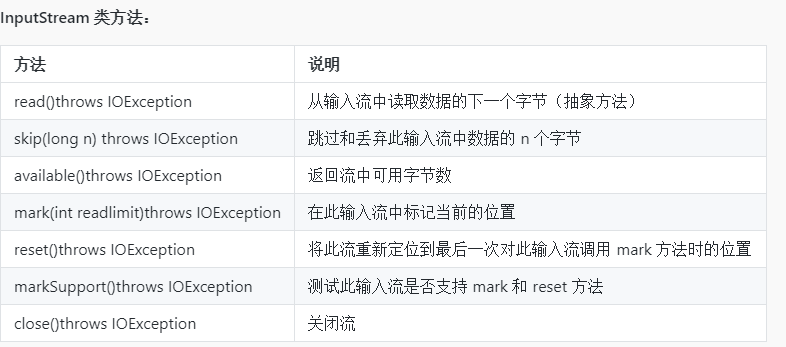 InputStream 类方法：
方法 说明
read()throws IOException 从输入流中读取数据的下一个字节（抽象方法）
skip(long n) throws IOException 跳过和丢弃此输入流中数据的 n 个字节
available()throws IOException 返回流中可用字节数
mark(int readlimit)throws IOException 在此输入流中标记当前的位置
reset()throws IOException 将此流重新定位到最后一次对此输入流调用 mark 方法时的位置
markSupport()throws IOException 测试此输入流是否支持 mark 和 reset 方法
close()throws IOException 关闭流